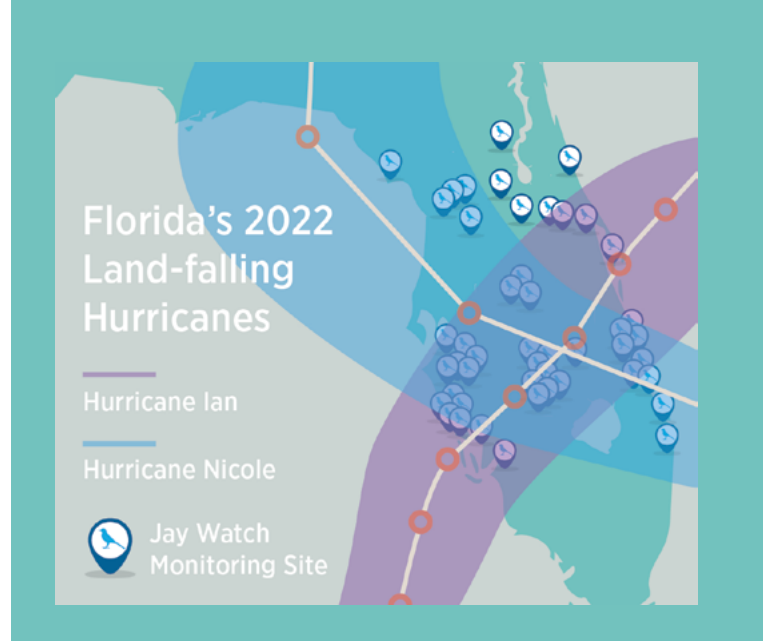 Florida's 2022
Land-falling
Hurricanes
Hurricane Ian
Hurricane Nicole
Jay Watch
Monitoring Site